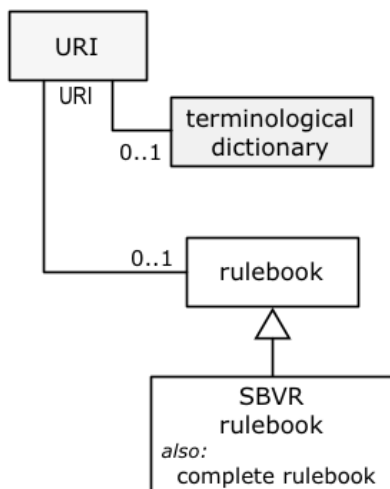 URI
URI
terminological
dictionary
0..1
0..1
rulebook
SBVR
rulebook
also:
complete rulebook